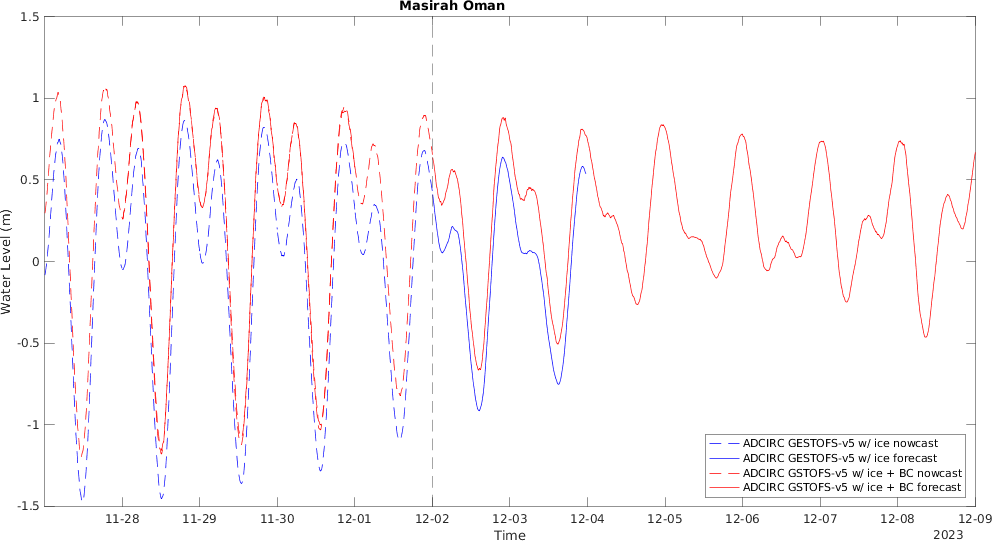 Masirah Oman
1.5
1
0.5
0
-0.5
-1
-1.5
Water Level (m)
11-28 11-29 11-30 12-01 12-02 12-03 12-04 12-05 12-06 12-07 12-08 12-09
Time
2023
ADCIRC GESTOFS-v5 w/ ice nowcast
ADCIRC GESTOFS-v5 w/ ice forecast
ADCIRC GSTOFS-v5 w/ ice + BC nowcast
ADCIRC GSTOFS-v5 w/ ice + BC forecast